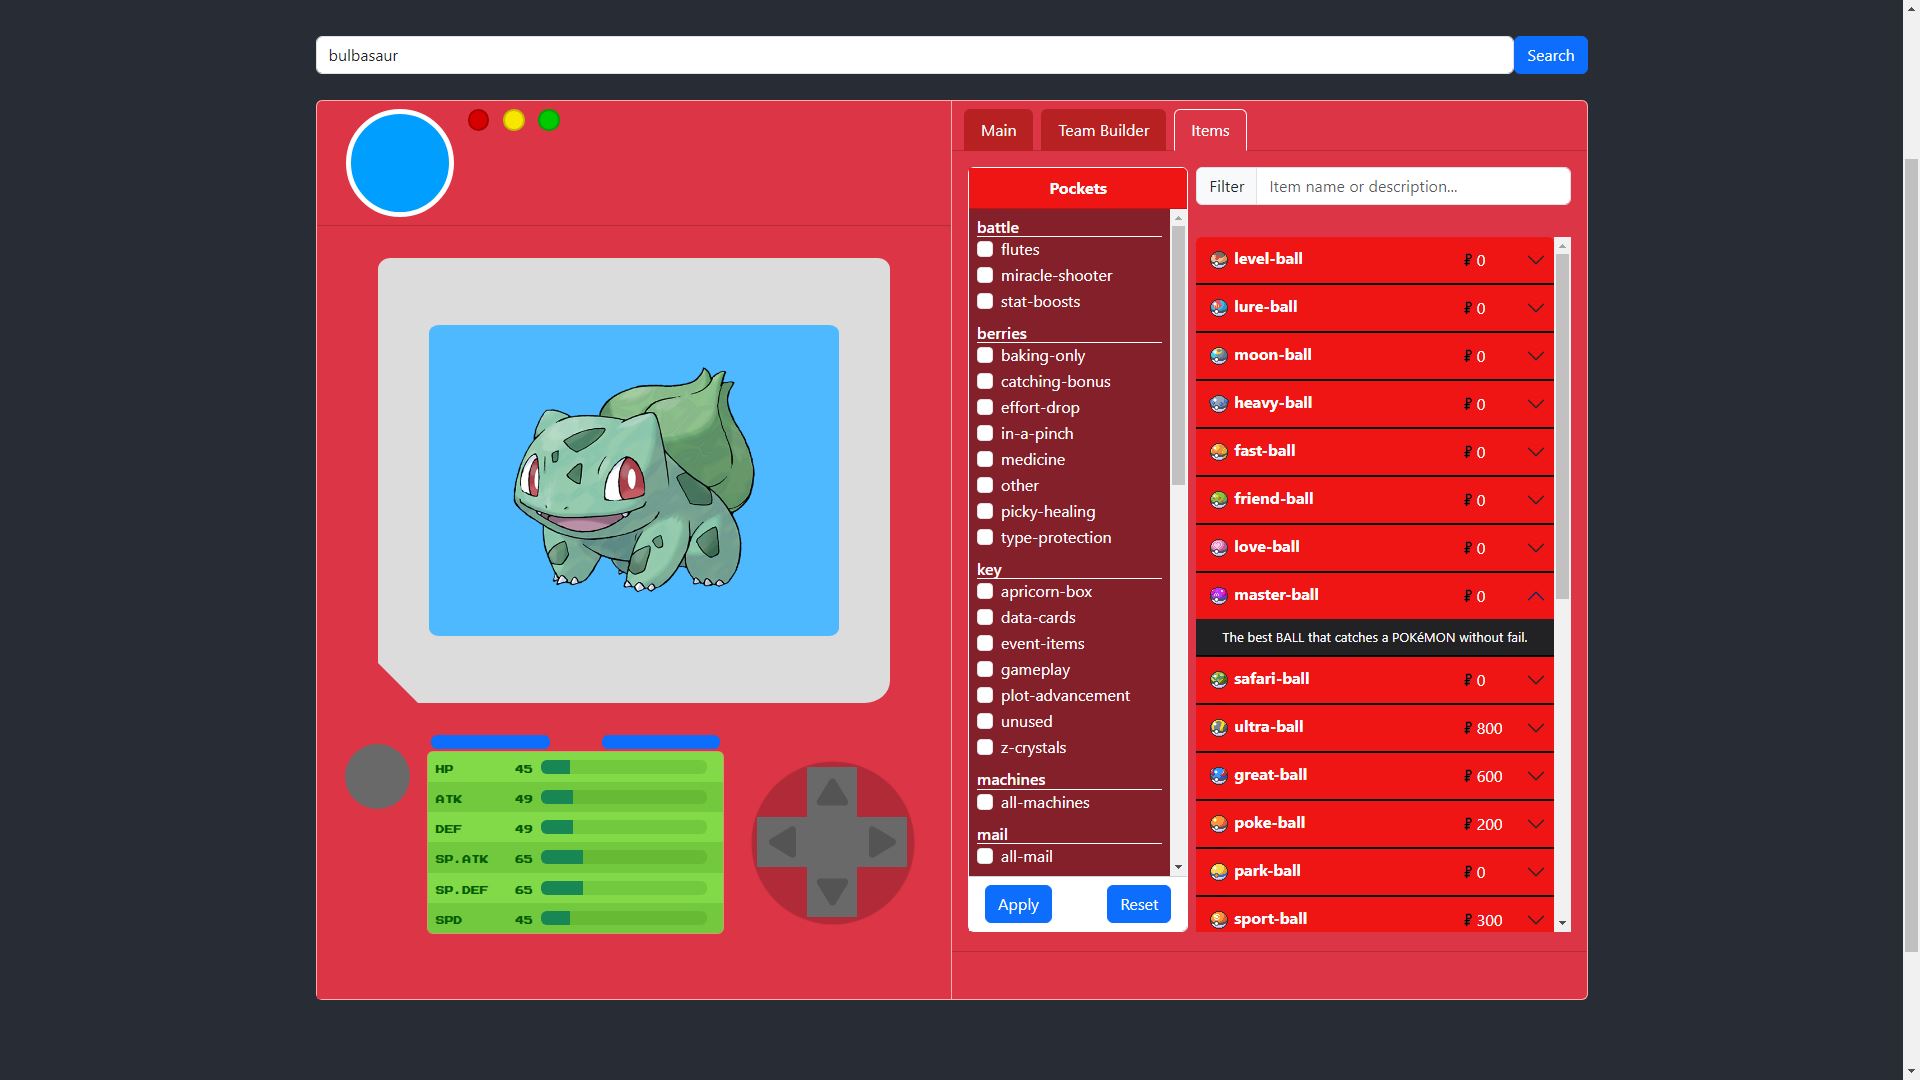 bulbasaur
Search
Main
Team Builder
Items
Pockets
battle
flutes
miracle-shooter
stat-boosts
berries
baking-only
catching-bonus
effort-drop
in-a-pinch
medicine
other
picky-healing
type-protection
key
apricorn-box
data-cards
event-items
gameplay
plot-advancement
unused
z-crystals
machines
all-machines
mail
all-mail
Apply
Reset
Filter
Item name or description...
level-ball ₽ 0
lure-ball ₽ 0
moon-ball ₽ 0
heavy-ball ₽ 0
fast-ball ₽ 0
friend-ball ₽ 0
love-ball ₽ 0
master-ball ₽ 0
The best BALL that catches a POKéMON without fail.
safari-ball ₽ 0
ultra-ball ₽ 800
great-ball ₽ 600
poke-ball ₽ 200
park-ball ₽ 0
sport-ball ₽ 300
HP 45
ATK 49
DEF 49
SP.ATK 65
SP.DEF 65
SPD 45